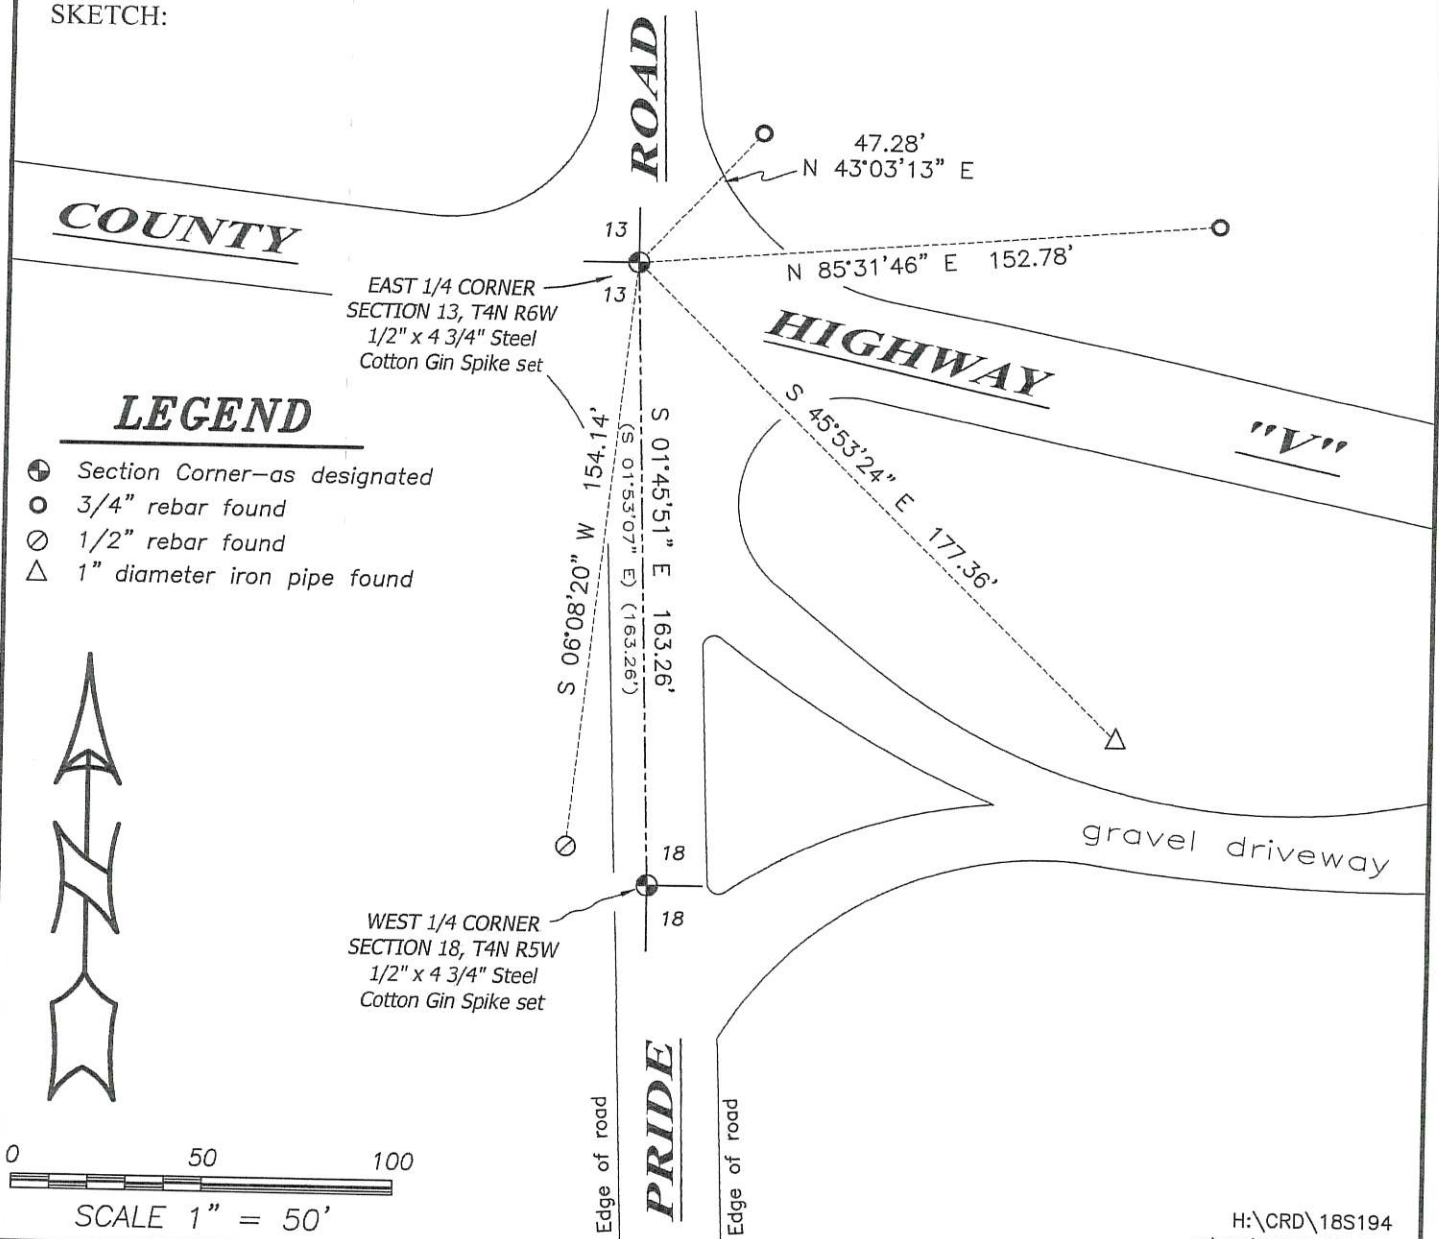 SKETCH:
ROAD
47.28'
N 43°03'13" E
COUNTY
13
13
EAST 1/4 CORNER
SECTION 13, T4N R6W
1/2" x 4 3/4" Steel
Cotton Gin Spike set
N 85°31'46" E 152.78'
HIGHWAY
"V"
LEGEND
Section Corner-as designated
3/4" rebar found
1/2" rebar found
1" diameter iron pipe found
S 06°08'20" W 154.14'
(S 01°53'07" E) (163.26')
S 01°45'51" E 163.26'
S 45°53'24" E 177.36'
gravel driveway
18
18
WEST 1/4 CORNER
SECTION 18, T4N R5W
1/2" x 4 3/4" Steel
Cotton Gin Spike set
Edge of road
PRIDE
Edge of road
0 50 100
SCALE 1" = 50'
N
H:\CRD\18S194